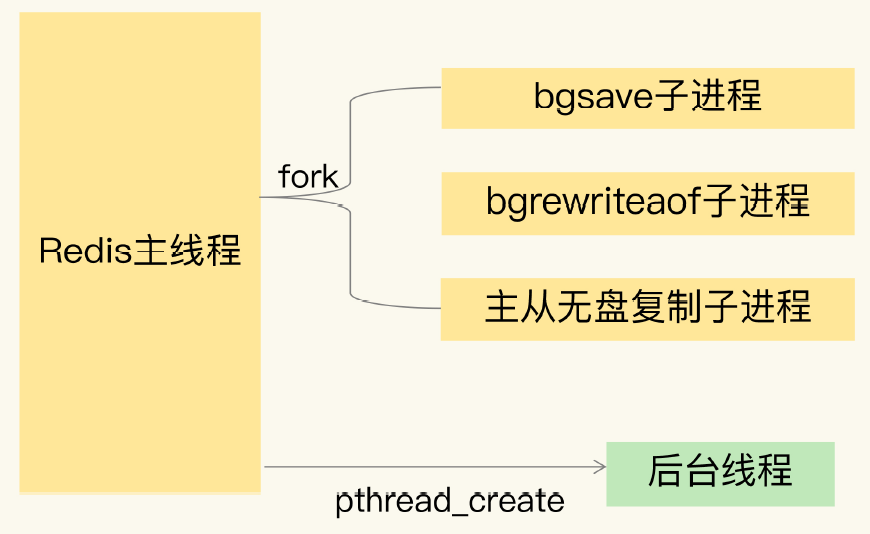 bgsave子进程
fork
bgrewriteaof子进程
Redis主线程
主从无盘复制子进程
后台线程
pthread_create